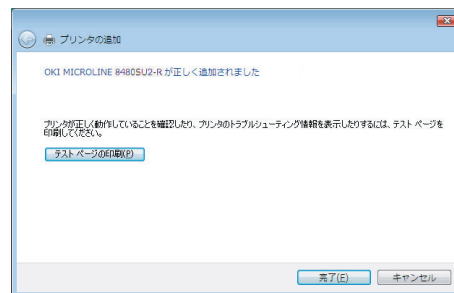 プリンタの追加
OKI MICROLINE 8480SU2-R が正しく追加されました
プリンタが正しく動作していることを確認したり、プリンタのトラブルシューティング情報を表示したりするには、テスト ページを
印刷してください。
テスト ページの印刷(P)
完了(F)
キャンセル